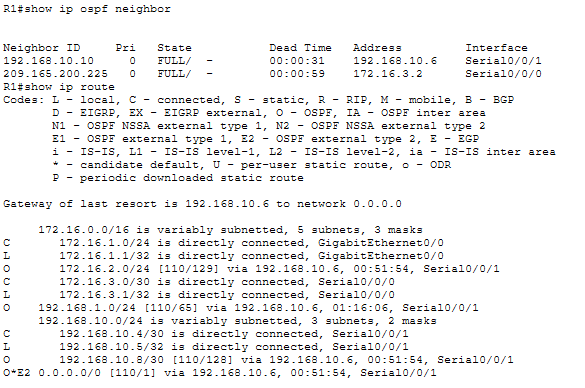 R1#show ip ospf neighbor
Neighbor ID     Pri   State           Dead Time   Address         Interface
192.168.10.10     0   FULL/  -        00:00:31    192.168.10.6    Serial0/0/1
209.165.200.225   0   FULL/  -        00:00:59    172.16.3.2      Serial0/0/0
R1#show ip route
Codes: L - local, C - connected, S - static, R - RIP, M - mobile, B - BGP
       D - EIGRP, EX - EIGRP external, O - OSPF, IA - OSPF inter area
       N1 - OSPF NSSA external type 1, N2 - OSPF NSSA external type 2
       E1 - OSPF external type 1, E2 - OSPF external type 2, E - EGP
       i - IS-IS, L1 - IS-IS level-1, L2 - IS-IS level-2, ia - IS-IS inter area
       * - candidate default, U - per-user static route, o - ODR
       P - periodic downloaded static route
Gateway of last resort is 192.168.10.6 to network 0.0.0.0
     172.16.0.0/16 is variably subnetted, 5 subnets, 3 masks
C       172.16.1.0/24 is directly connected, GigabitEthernet0/0
L       172.16.1.1/32 is directly connected, GigabitEthernet0/0
O       172.16.2.0/24 [110/129] via 192.168.10.6, 00:51:54, Serial0/0/1
C       172.16.3.0/30 is directly connected, Serial0/0/0
L       172.16.3.1/32 is directly connected, Serial0/0/0
O    192.168.1.0/24 [110/65] via 192.168.10.6, 01:16:06, Serial0/0/1
     192.168.10.0/24 is variably subnetted, 3 subnets, 2 masks
C       192.168.10.4/30 is directly connected, Serial0/0/1
L       192.168.10.5/32 is directly connected, Serial0/0/1
O       192.168.10.8/30 [110/128] via 192.168.10.6, 00:51:54, Serial0/0/1
O*E2 0.0.0.0/0 [110/1] via 192.168.10.6, 00:51:54, Serial0/0/1